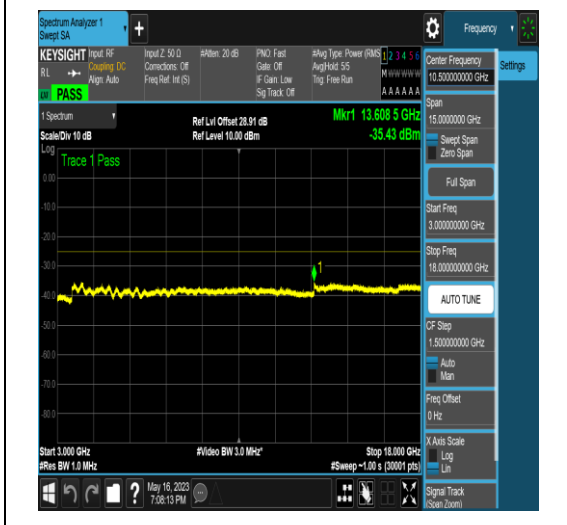 Spectrum Analyzer 1
Swept SA
+
Frequency
KEYSIGHT
RL
PASS
Input: RF
Coupling: DC
Align: Auto
Input Z: 50 Ω
Corrections: Off
Freq Ref: Int (S)
#Atten: 20 dB
PNO: Fast
Gate: Off
IF Gain: Low
Sig Track: Off
#Avg Type: Power (RMS
Avg|Hold: 5/5
Trig: Free Run
1 2 3 4 5 6
M W W W W W
A A A A A A
Center Frequency
10.500000000 GHz
Settings
Span
15.0000000 GHz
Swept Span
Zero Span
Full Span
Start Freq
3.000000000 GHz
Stop Freq
18.000000000 GHz
AUTO TUNE
CF Step
1.500000000 GHz
Auto
Man
Freq Offset
0 Hz
X Axis Scale
Log
Lin
Signal Track
(Span Zoom)
1 Spectrum
Scale/Div 10 dB
Ref Lvl Offset 28.91 dB
Ref Level 10.00 dBm
Mkr1 13.608 5 GHz
-35.43 dBm
Log
Trace 1 Pass
0.00
-20.0
-30.0
1
-40.0
-50.0
-60.0
-70.0
-80.0
Start 3.000 GHz
#Res BW 1.0 MHz
#Video BW 3.0 MHz*
Stop 18.000 GHz
#Sweep ~1.00 s (30001 pts)
?
May 16, 2023
7:08:13 PM